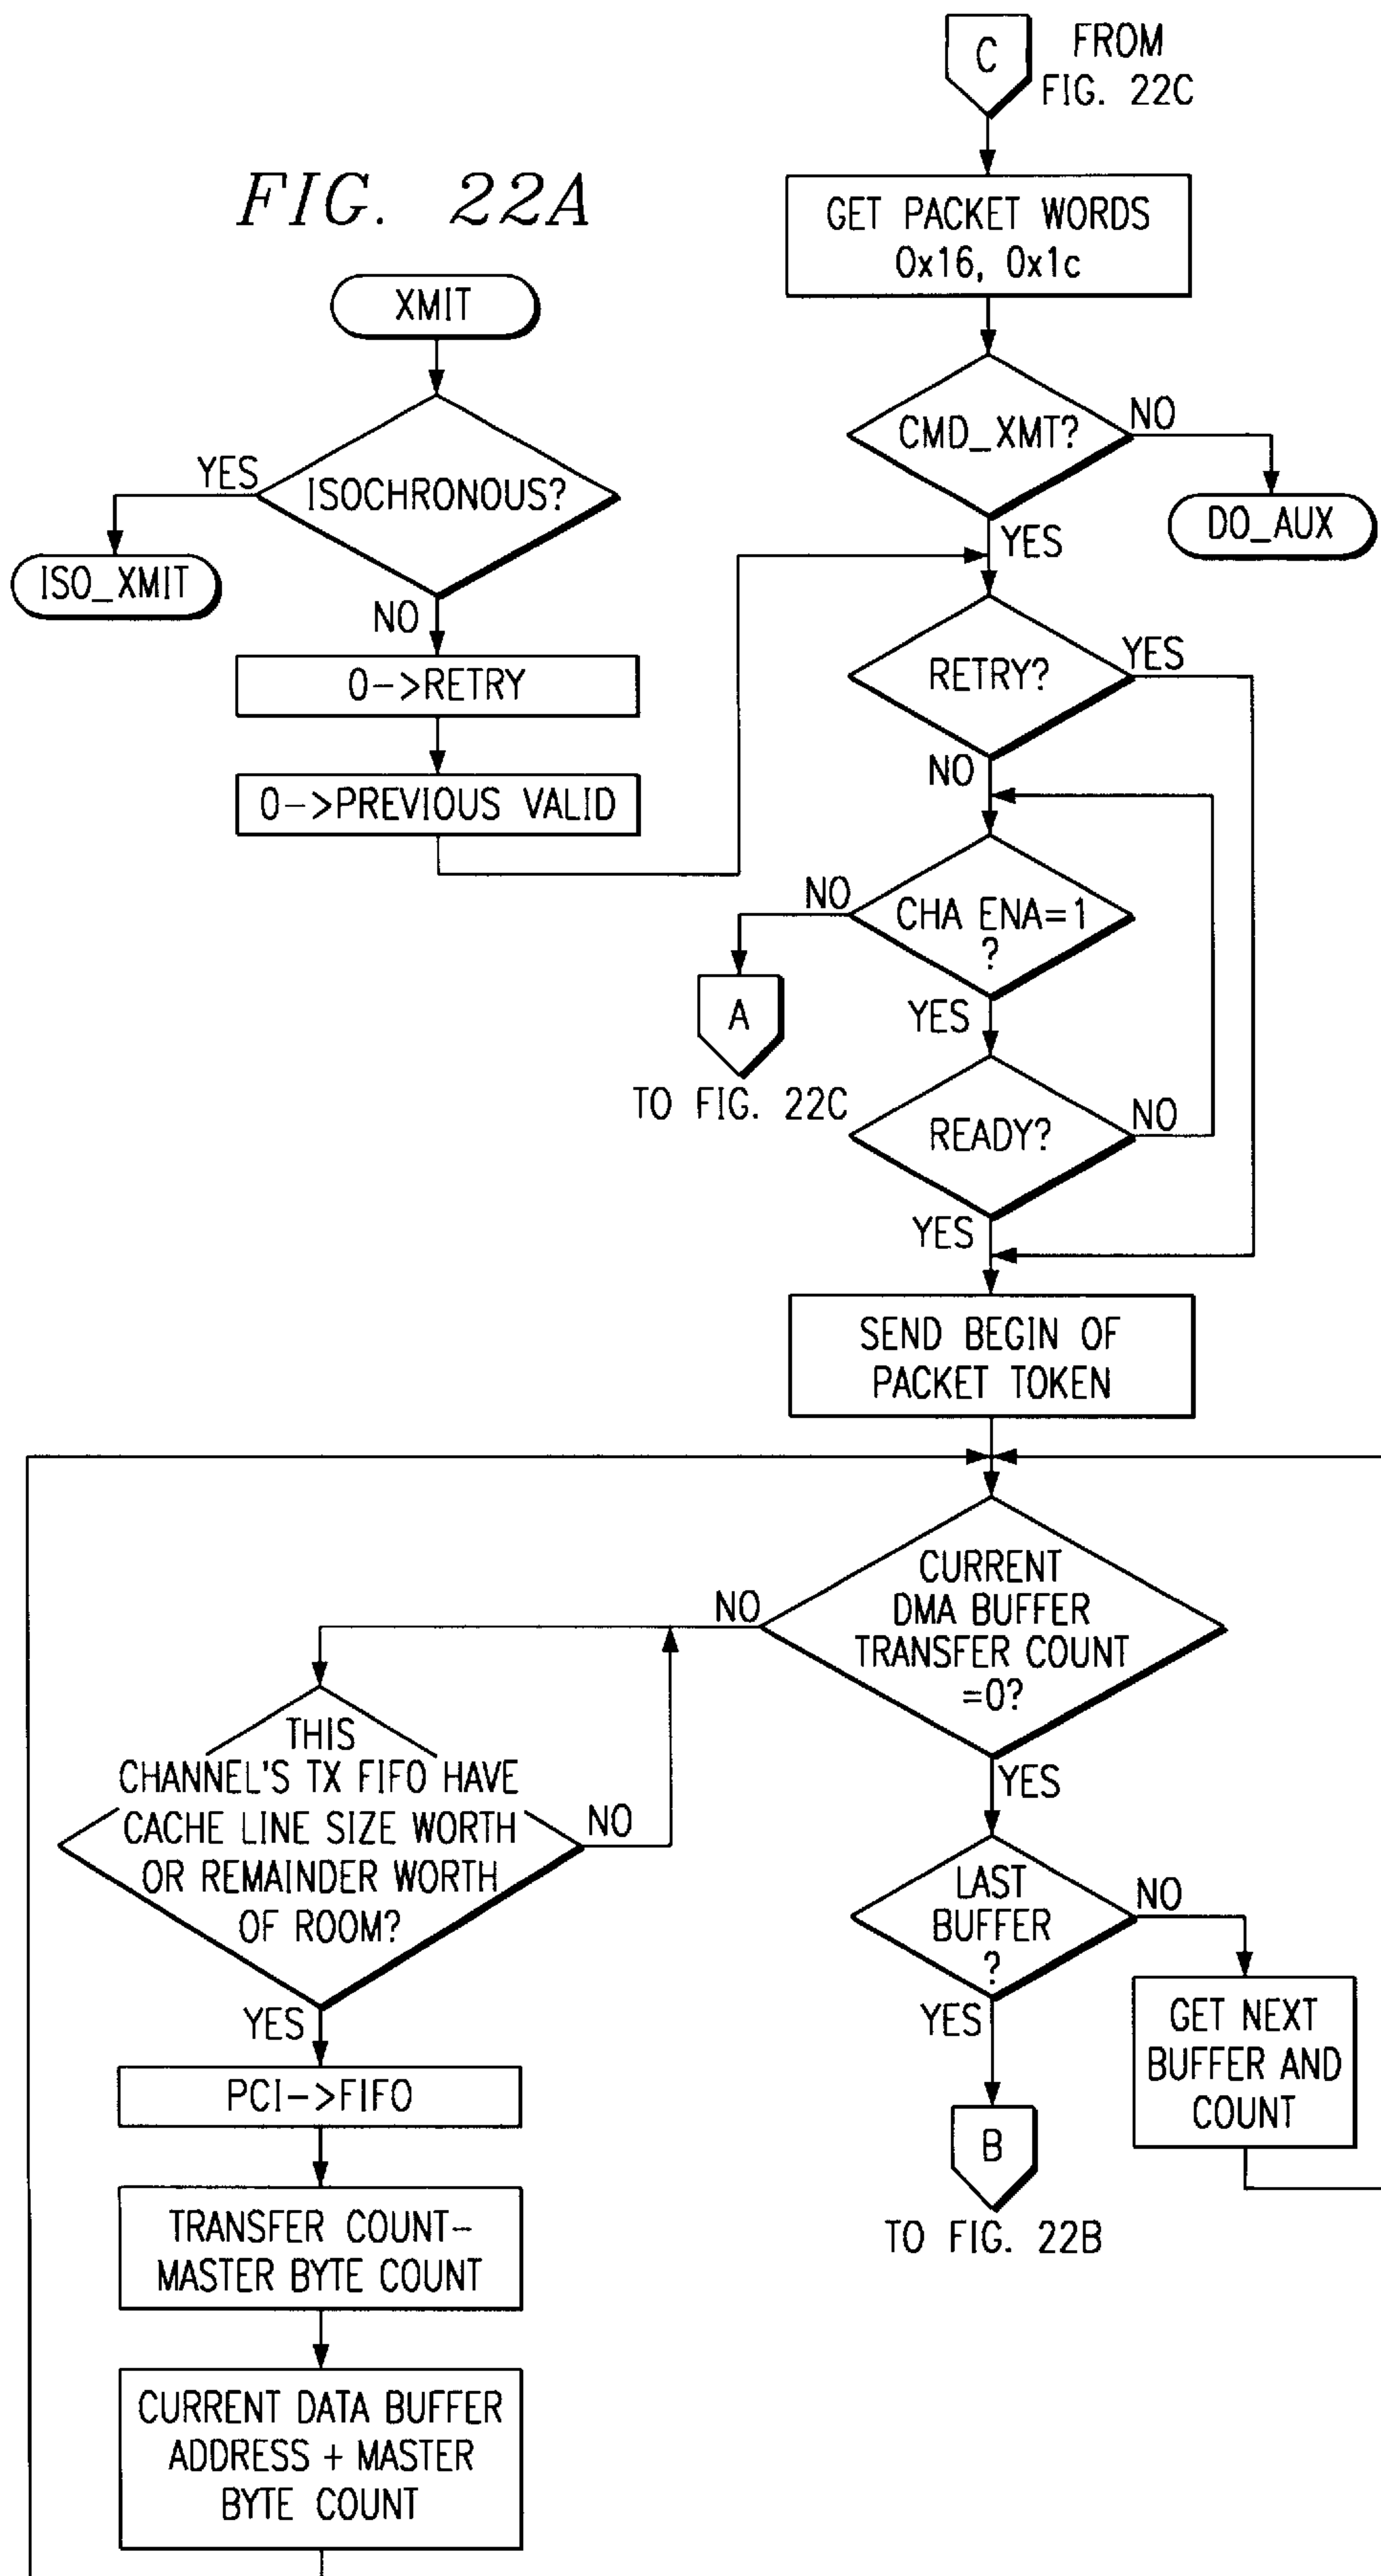 C
FROM
FIG. 22C
FIG. 22A
GET PACKET WORDS
0x16, 0x1c
XMIT
CMD_XMT?
NO
YES
ISOCHRONOUS?
YES
DO_AUX
ISO_XMIT
NO
RETRY?
YES
0->RETRY
NO
0->PREVIOUS VALID
NO
CHA ENA=1
?
A
YES
TO FIG. 22C
READY?
NO
YES
SEND BEGIN OF
PACKET TOKEN
CURRENT
DMA BUFFER
TRANSFER COUNT
=0?
NO
YES
THIS
CHANNEL'S TX FIFO HAVE
CACHE LINE SIZE WORTH
OR REMAINDER WORTH
OF ROOM?
NO
YES
LAST
BUFFER
?
NO
YES
GET NEXT
BUFFER AND
COUNT
PCI->FIFO
B
TO FIG. 22B
TRANSFER COUNT-
MASTER BYTE COUNT
CURRENT DATA BUFFER
ADDRESS + MASTER
BYTE COUNT